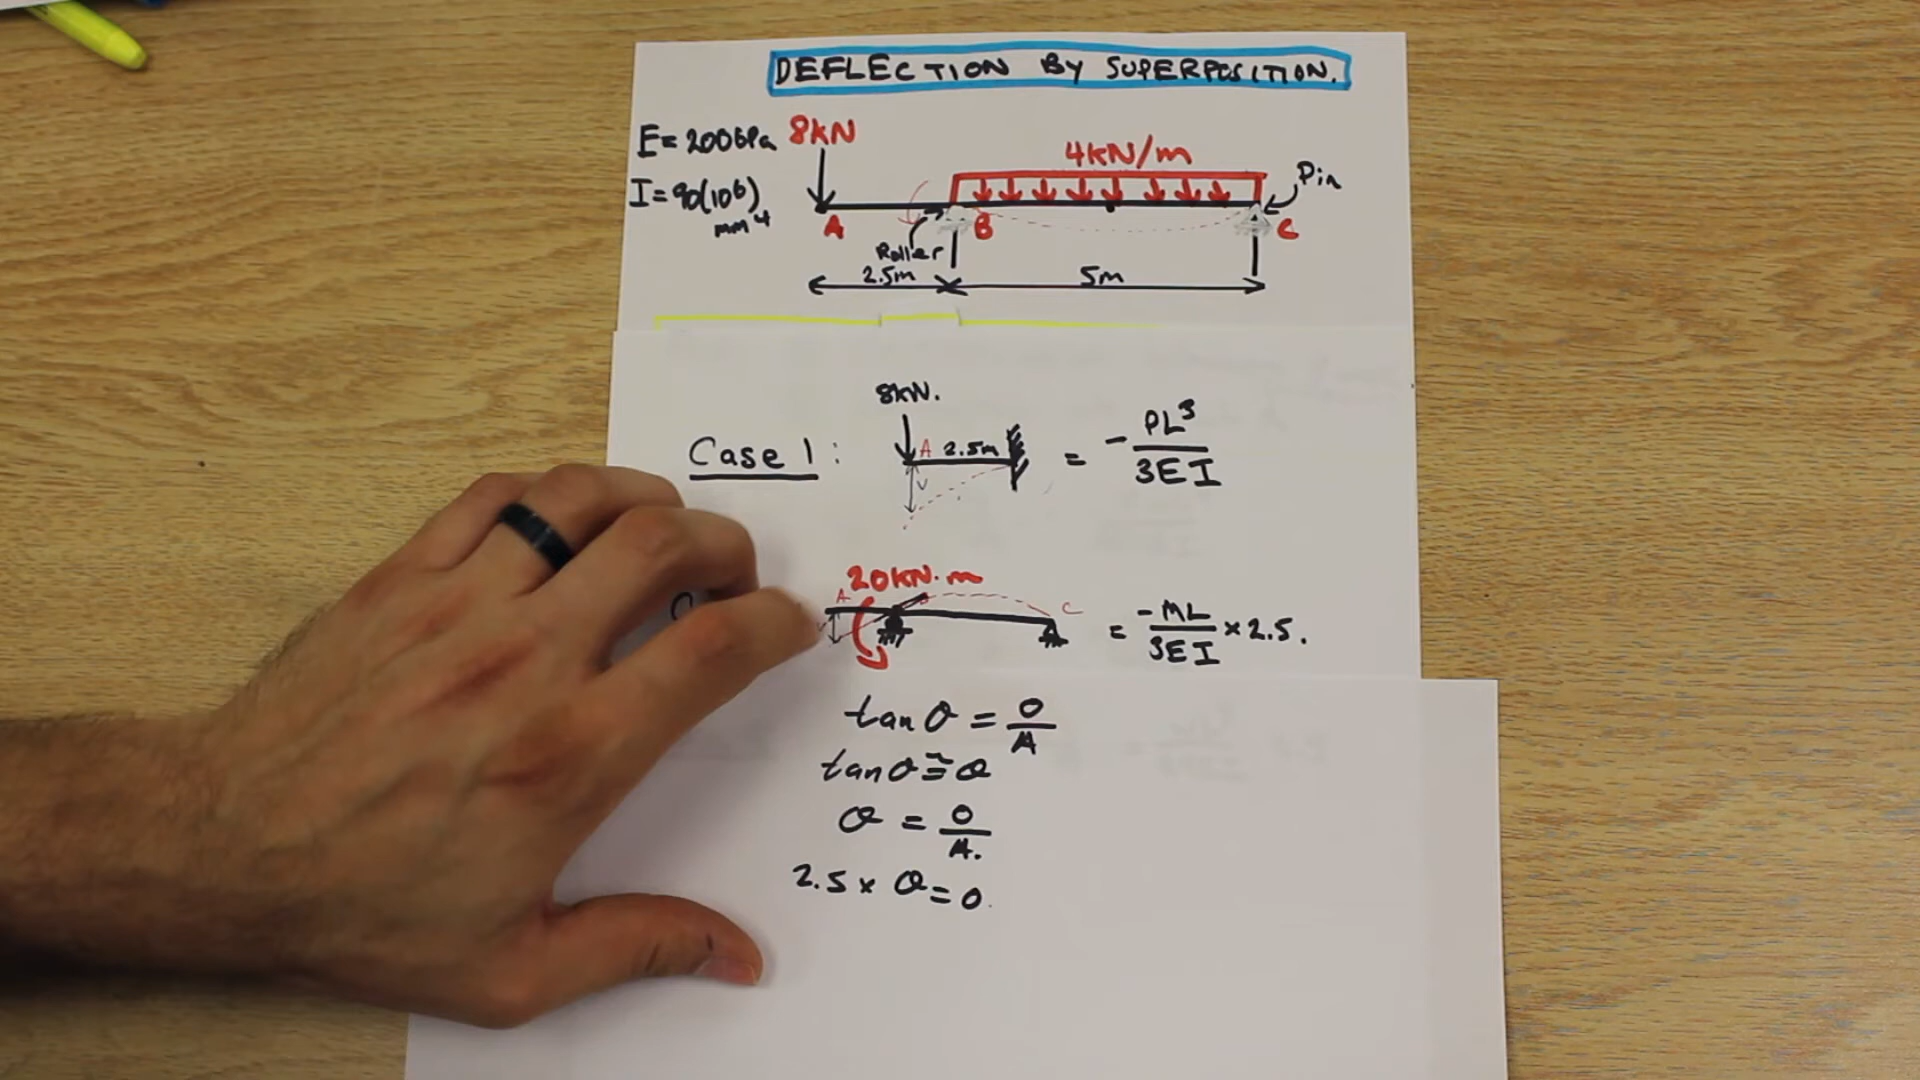 DEFLECTION BY SUPERPOSITION.
E = 200GPa
8kN
4kN/m
Pin
I = 90(10⁶)
mm⁴
A
B
C
Roller
2.5m
5m
8kN.
Case 1:
A 2.5m
V
= -PL³/3EI
20kN.m
A
C
= -ML/3EI × 2.5.
tan θ = O/A
tan θ ≅ θ
θ = O/A.
2.5 × θ = O.